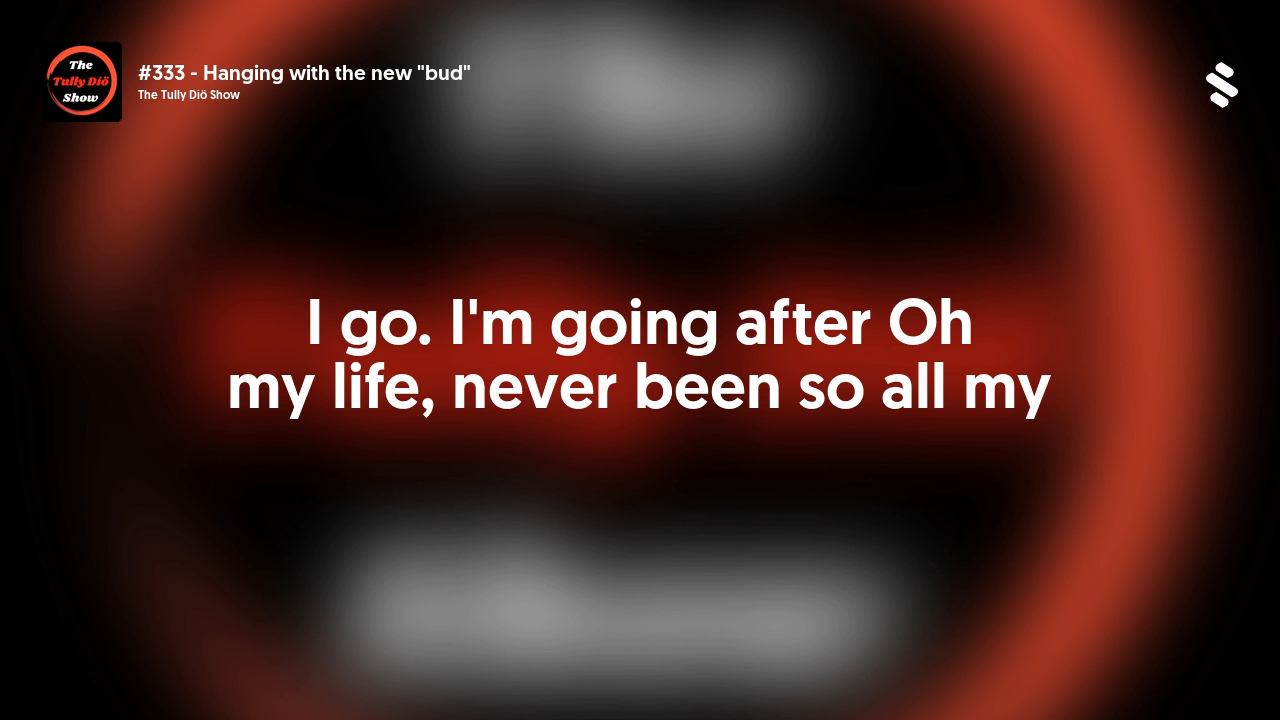 The
Tully Diö
Show
#333 - Hanging with the new "bud"
The Tully Diö Show
I go. I'm going after Oh
my life, never been so all my